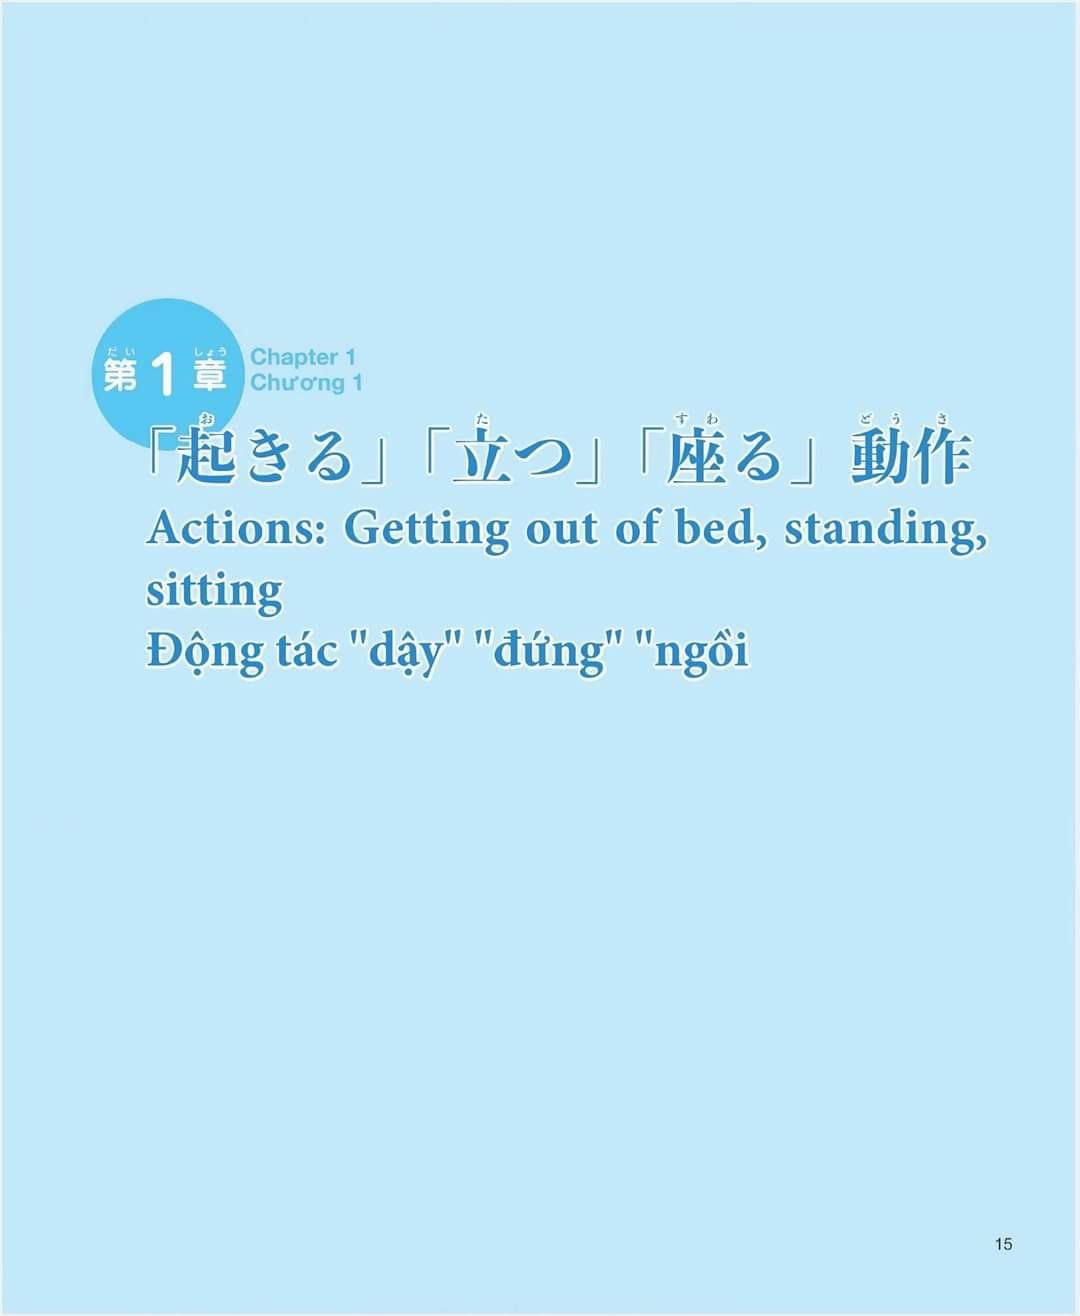 第1章
Chapter 1
Chương 1
だい
しょう
お
た
すわ
どうさ
「起きる」「立つ」「座る」動作
Actions: Getting out of bed, standing,
sitting
Động tác "dậy" "đứng" "ngồi
15